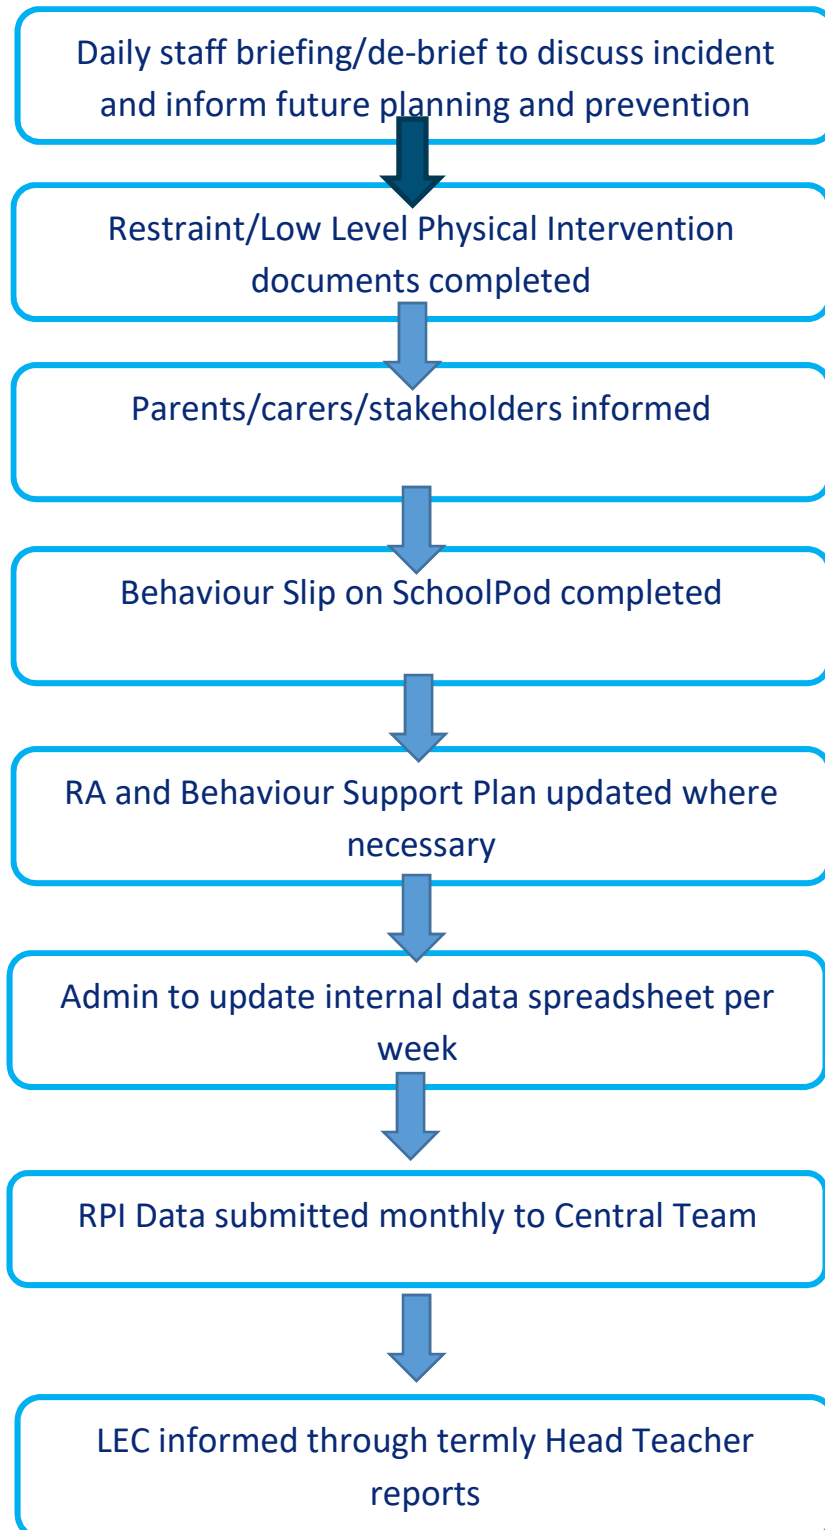 Daily staff briefing/de-brief to discuss incident
and inform future planning and prevention
Restraint/Low Level Physical Intervention
documents completed
Parents/carers/stakeholders informed
Behaviour Slip on SchoolPod completed
RA and Behaviour Support Plan updated where
necessary
Admin to update internal data spreadsheet per
week
RPI Data submitted monthly to Central Team
LEC informed through termly Head Teacher
reports